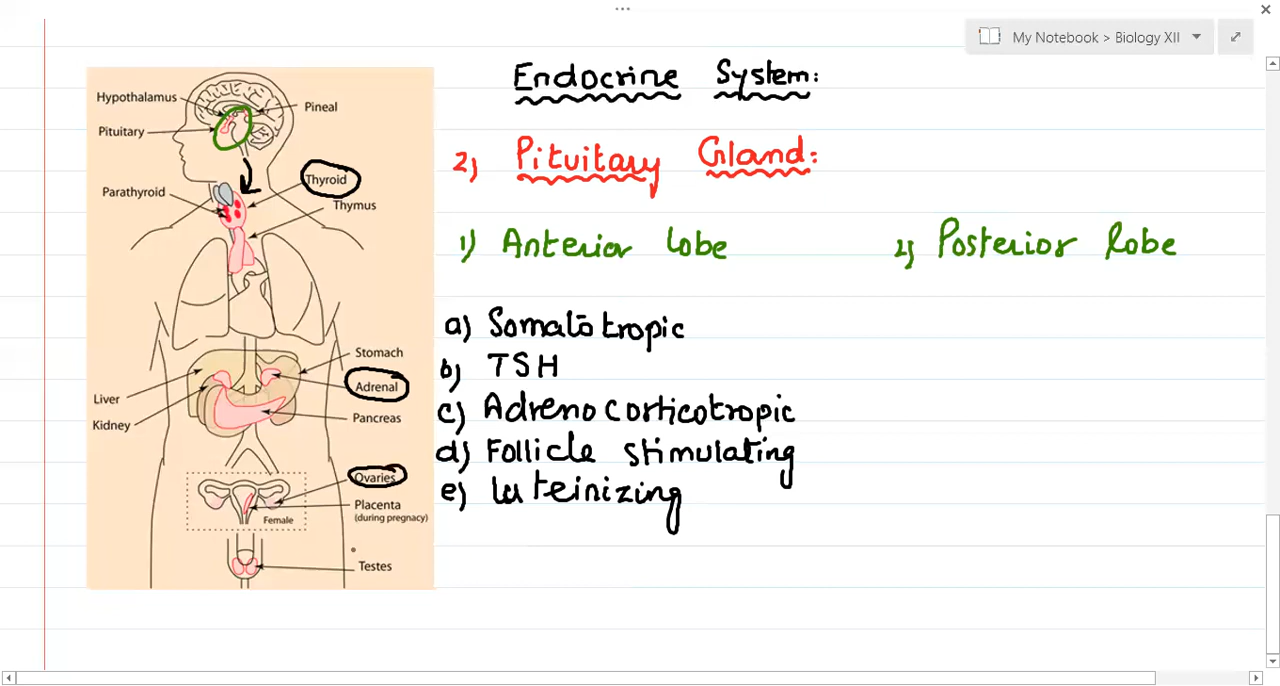 My Notebook > Biology XII
Endocrine System:
2) Pituitary Gland:
1) Anterior lobe
2) Posterior lobe
a) Somatotropic
b) TSH
c) Adrenocorticotropic
d) Follicle stimulating
e) luteinizing
Hypothalamus
Pineal
Pituitary
Thyroid
Parathyroid
Thymus
Stomach
Adrenal
Liver
Pancreas
Kidney
Ovaries
Placenta
(during pregnacy)
Female
Testes